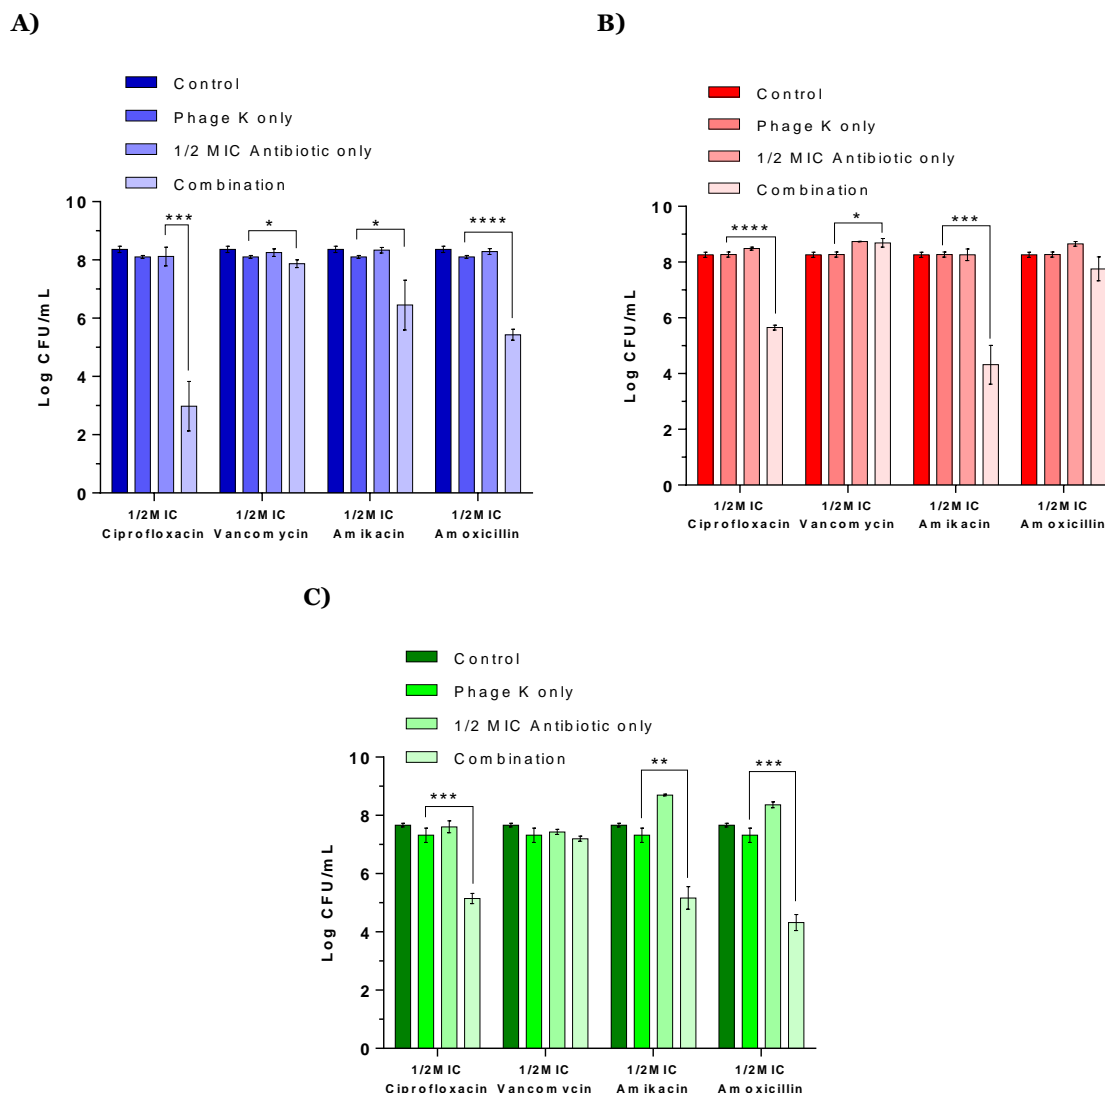 A)
Control
Phage K only
1/2 MIC Antibiotic only
Combination
Log CFU/mL
10
8
6
4
2
0
***
*
*
****
1/2MIC Ciprofloxacin
1/2MIC Vancomycin
1/2MIC Amikacin
1/2MIC Amoxicillin
B)
Control
Phage K only
1/2 MIC Antibiotic only
Combination
Log CFU/mL
10
8
6
4
2
0
****
*
***
1/2MIC Ciprofloxacin
1/2MIC Vancomycin
1/2MIC Amikacin
1/2MIC Amoxicillin
C)
Control
Phage K only
1/2 MIC Antibiotic only
Combination
Log CFU/mL
10
8
6
4
2
0
***
**
***
1/2MIC Ciprofloxacin
1/2MIC Vancomycin
1/2MIC Amikacin
1/2MIC Amoxicillin